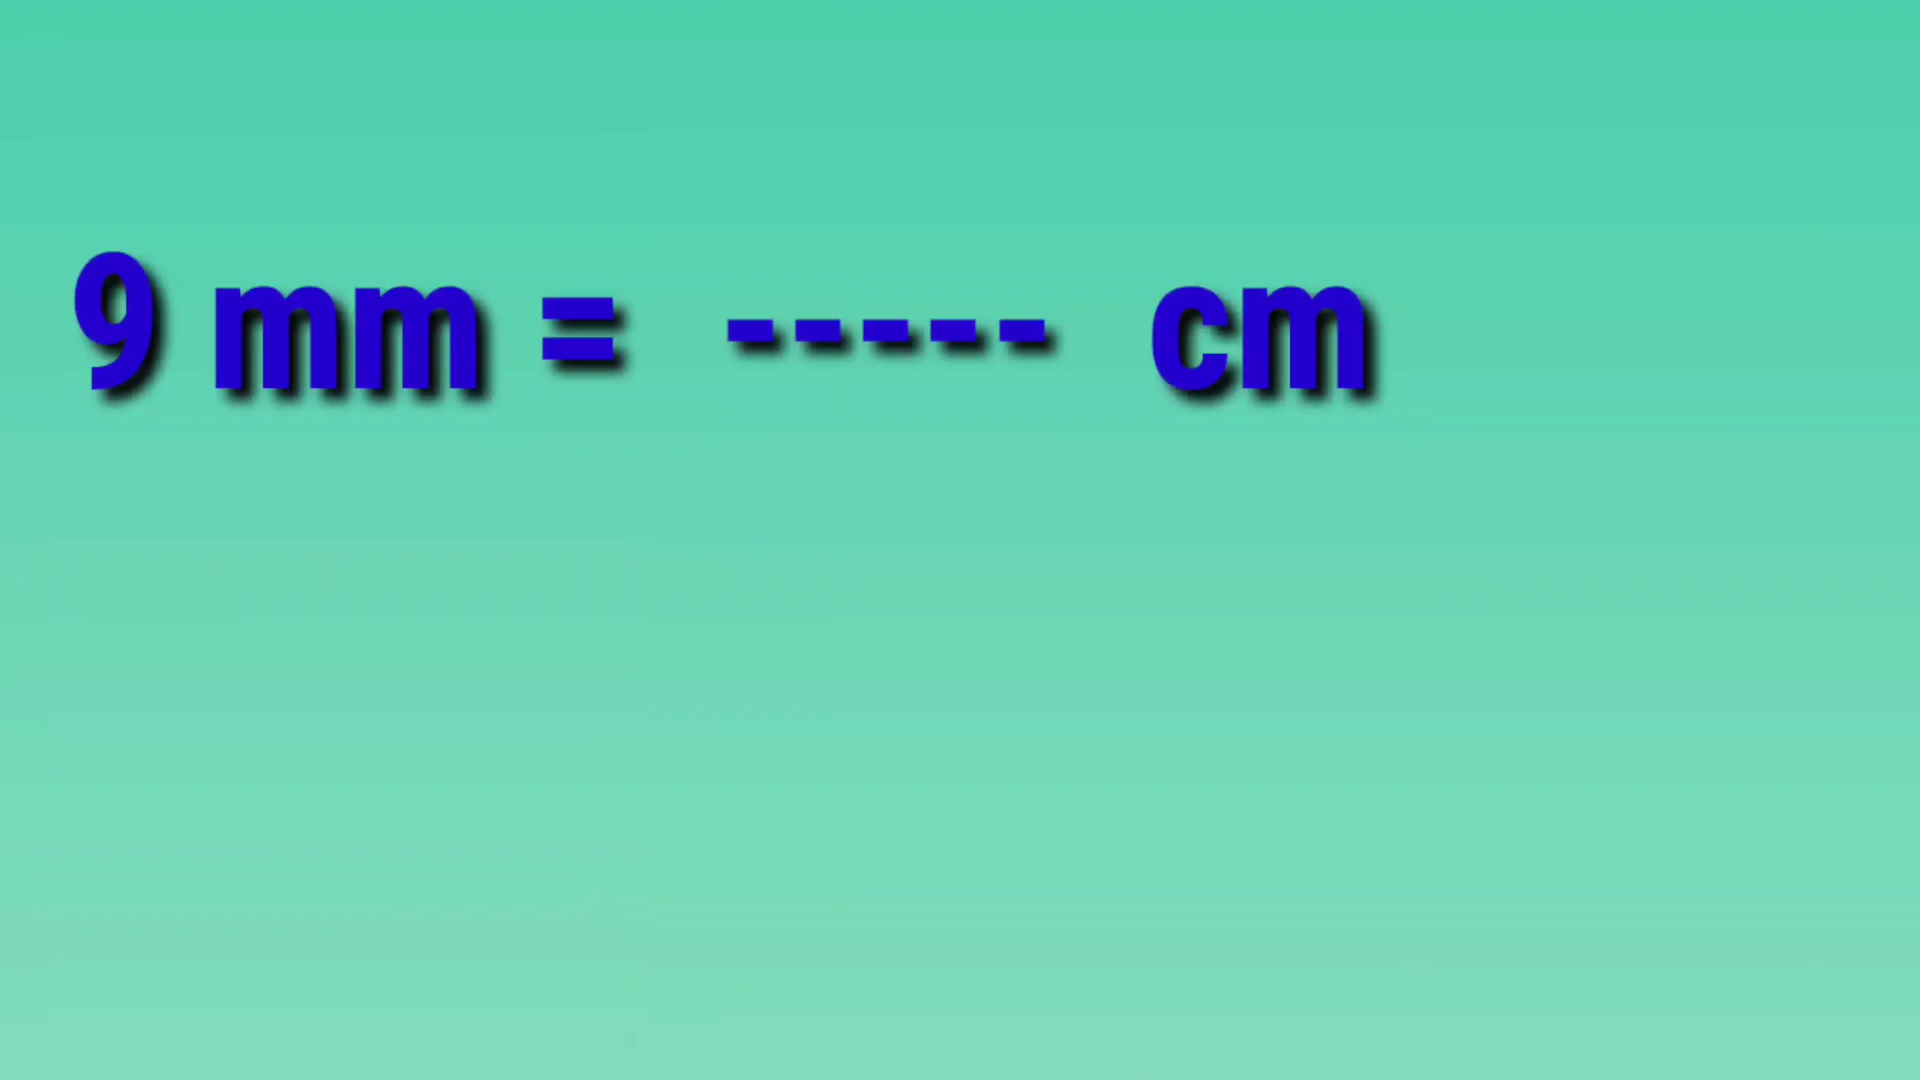 9 mm = ----- cm